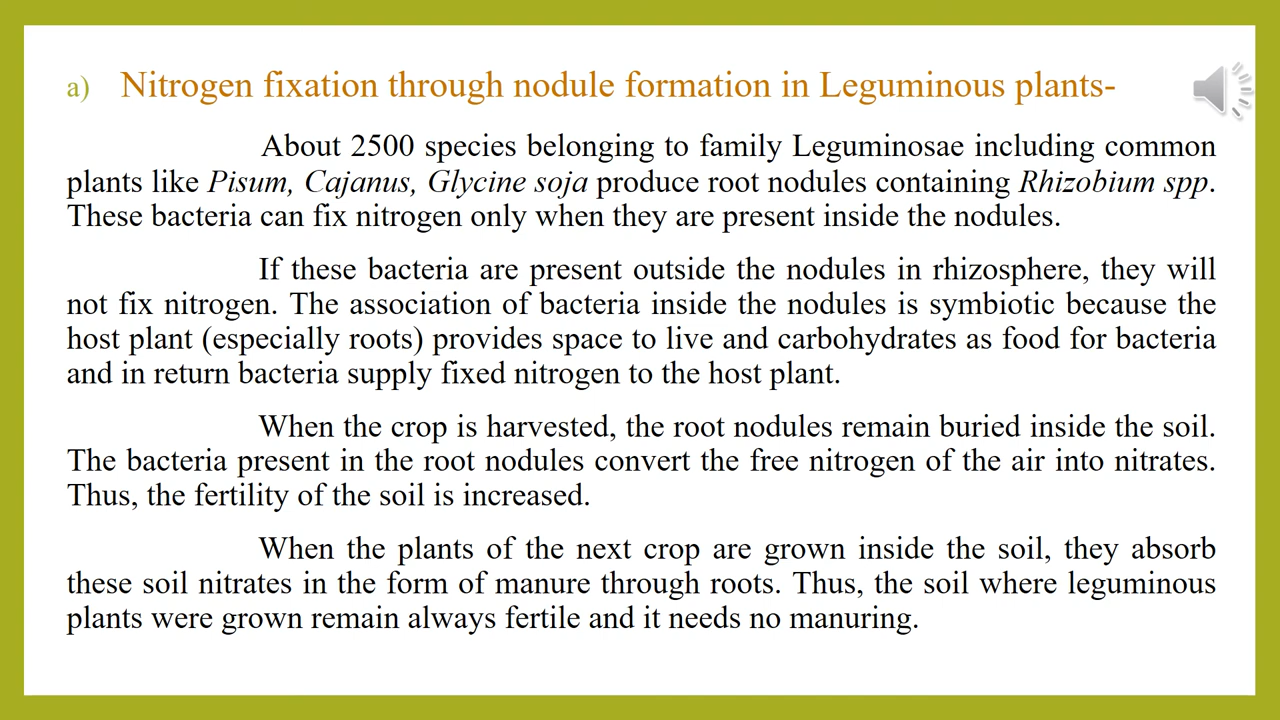 a) Nitrogen fixation through nodule formation in Leguminous plants-
About 2500 species belonging to family Leguminosae including common
plants like Pisum, Cajanus, Glycine soja produce root nodules containing Rhizobium spp.
These bacteria can fix nitrogen only when they are present inside the nodules.
If these bacteria are present outside the nodules in rhizosphere, they will
not fix nitrogen. The association of bacteria inside the nodules is symbiotic because the
host plant (especially roots) provides space to live and carbohydrates as food for bacteria
and in return bacteria supply fixed nitrogen to the host plant.
When the crop is harvested, the root nodules remain buried inside the soil.
The bacteria present in the root nodules convert the free nitrogen of the air into nitrates.
Thus, the fertility of the soil is increased.
When the plants of the next crop are grown inside the soil, they absorb
these soil nitrates in the form of manure through roots. Thus, the soil where leguminous
plants were grown remain always fertile and it needs no manuring.